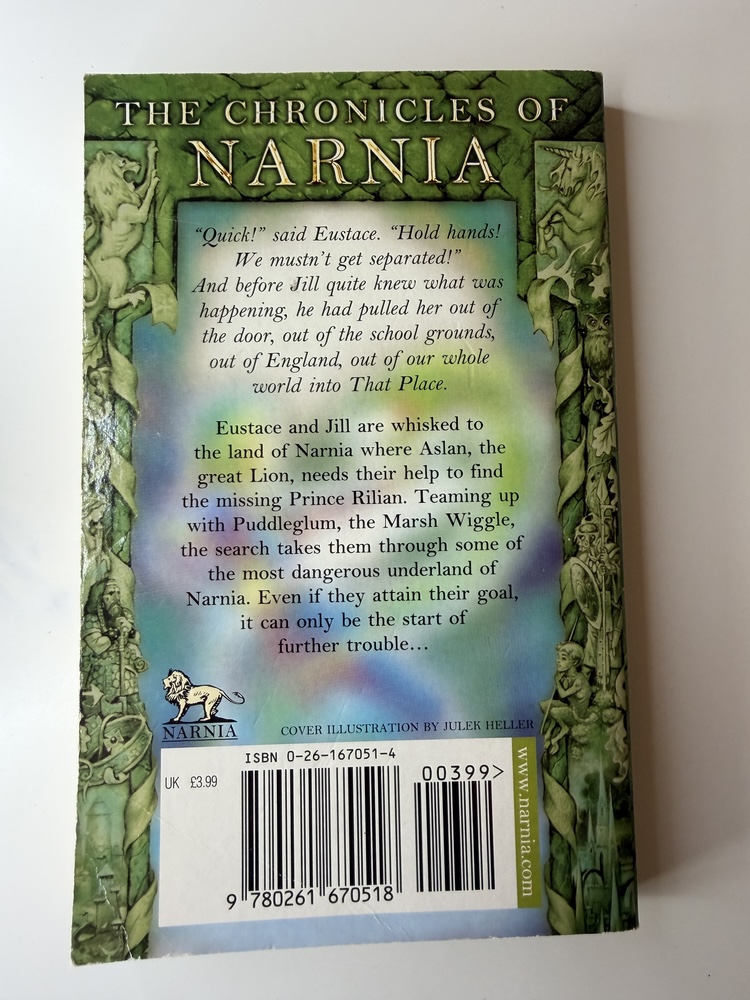 THE CHRONICLES OF
NARNIA
“Quick!” said Eustace. “Hold hands!
We mustn’t get separated!”
And before Jill quite knew what was
happening, he had pulled her out of
the door, out of the school grounds,
out of England, out of our whole
world into That Place.
Eustace and Jill are whisked to
the land of Narnia where Aslan, the
great Lion, needs their help to find
the missing Prince Rilian. Teaming up
with Puddleglum, the Marsh Wiggle,
the search takes them through some of
the most dangerous underland of
Narnia. Even if they attain their goal,
it can only be the start of
further trouble…
NARNIA
COVER ILLUSTRATION BY JULEK HELLER
ISBN 0-26-167051-4
UK £3.99
00399>
9 780261 670518
www.narnia.com